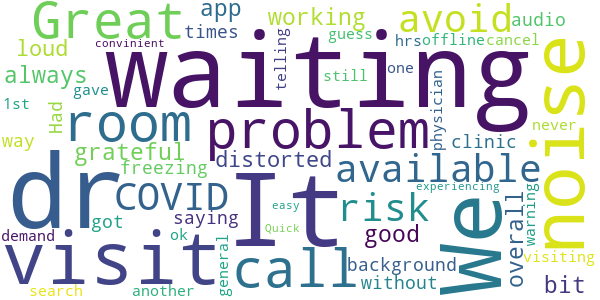 Great
app
times
working
guess
avoid
hrs
offline
audio
cancel
loud
convinient
always
gave
waiting
telling
still
one
noise
1st
Had
room
problem
physician
clinic
never
way
grateful
freezing
distorted
available
dr
COVID
It
risk
We
overall
warning
experiencing
got
saying
easy
Quick
good
demand
ok
visit
general
call
background
without
visiting
search
another
bit